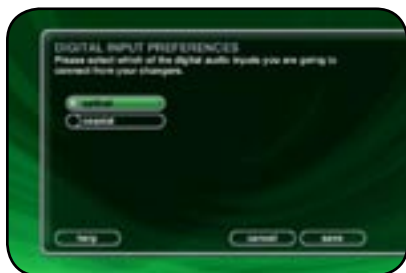 DIGITAL INPUT PREFERENCES
Please select which of the digital audio inputs you are going to
connect from your changers.
optical
coaxial
help
cancel save